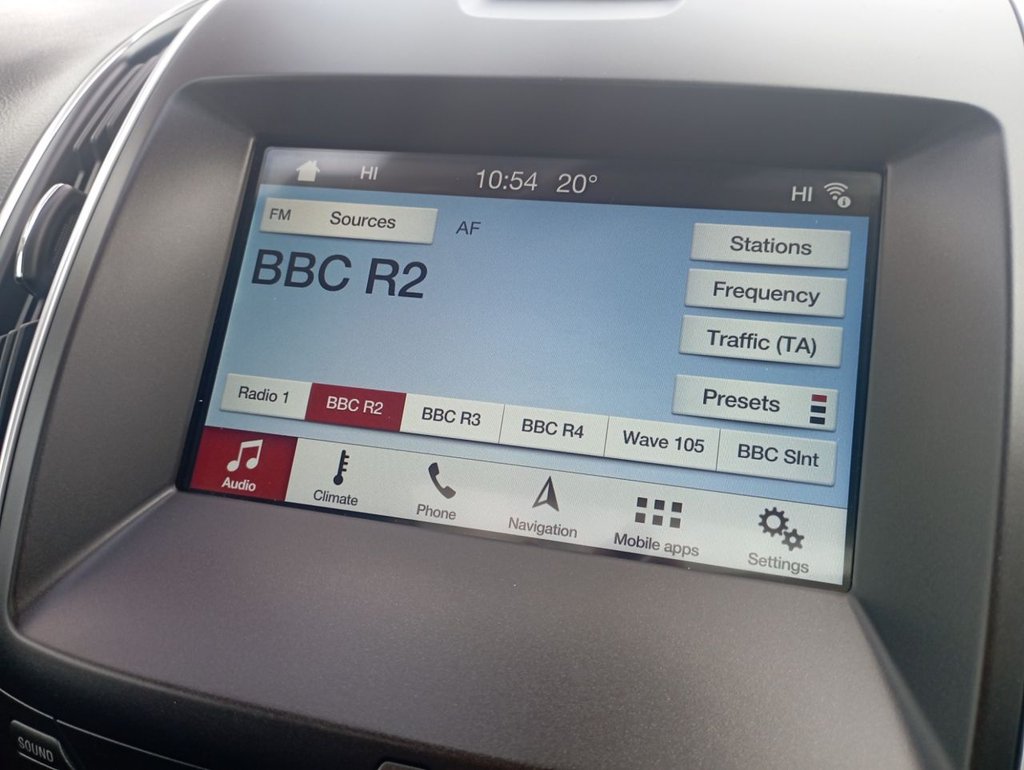 HI 10:54 20° HI
FM Sources AF
Stations
BBC R2
Frequency
Traffic (TA)
Presets
Radio 1 BBC R2 BBC R3 BBC R4 Wave 105 BBC SInt
Audio Climate Phone Navigation Mobile apps Settings
SOUND